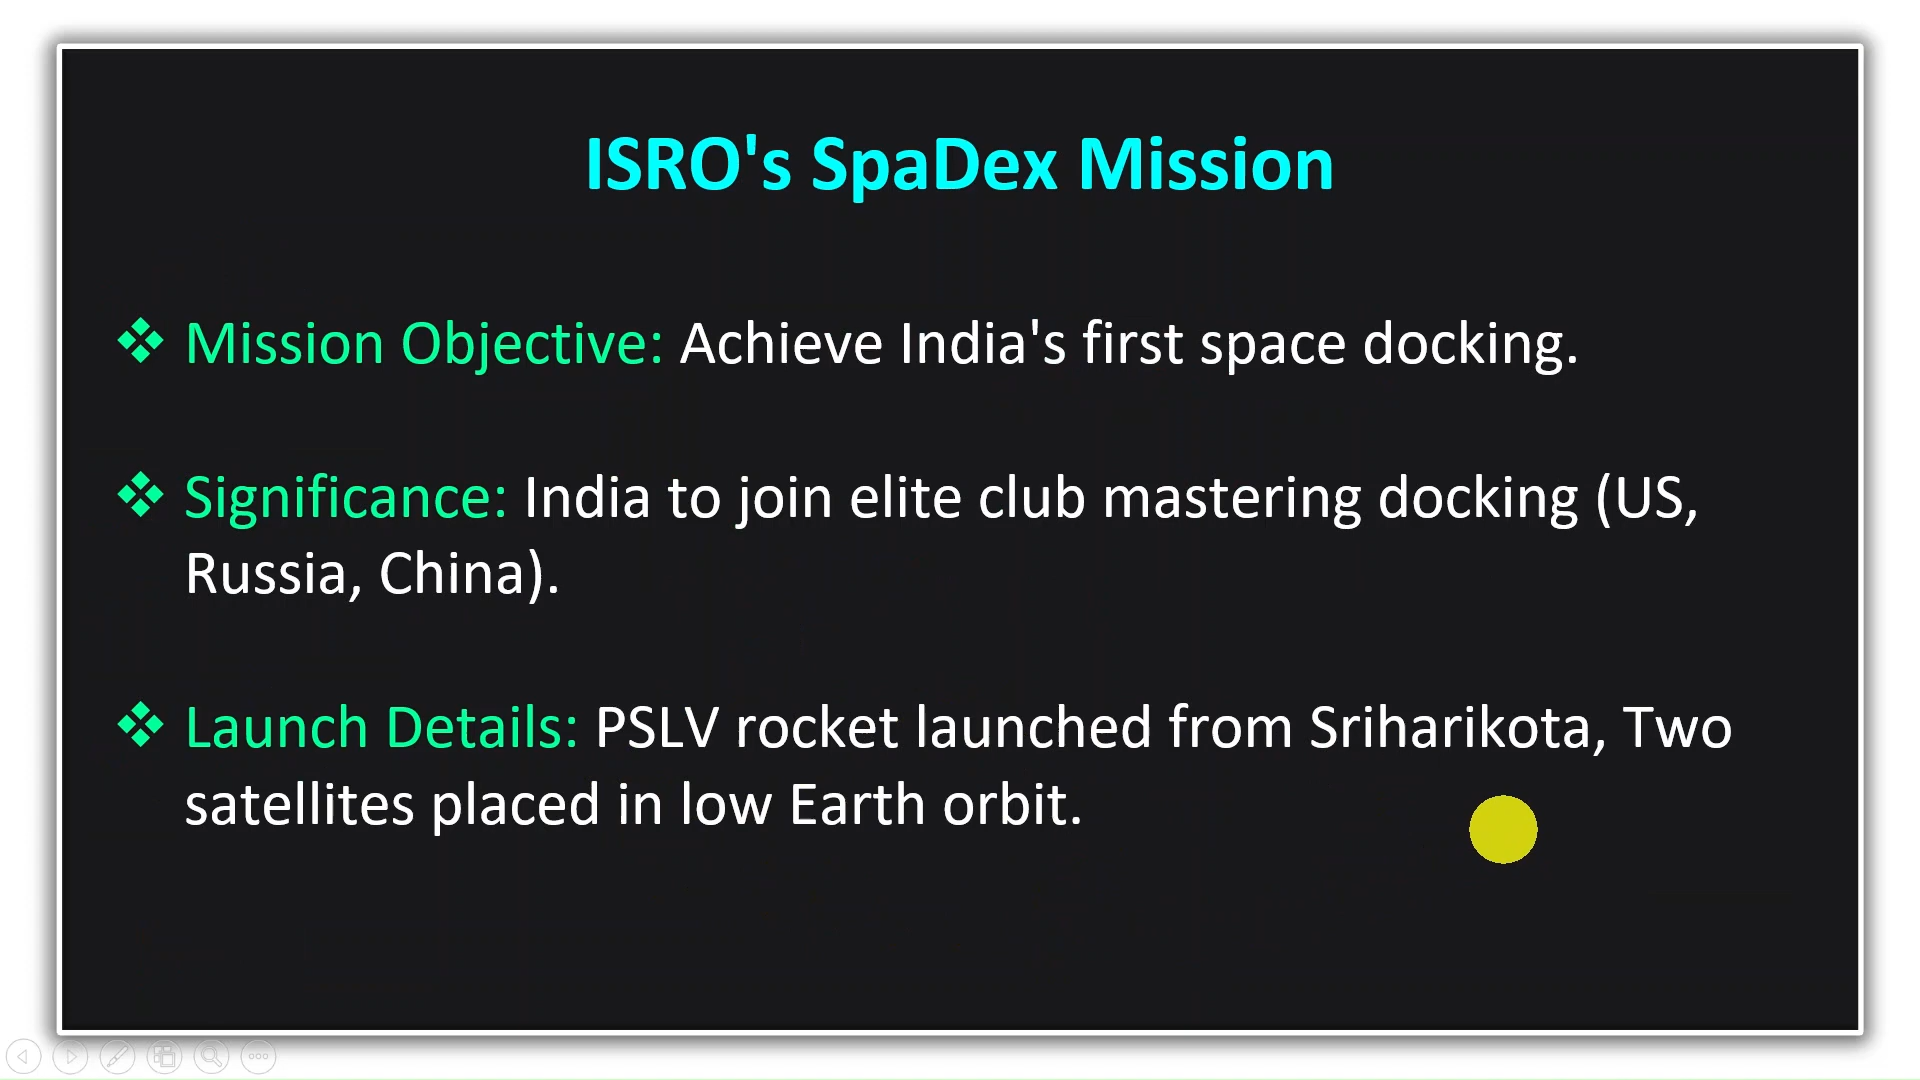 ISRO's SpaDex Mission
❖ Mission Objective: Achieve India's first space docking.
❖ Significance: India to join elite club mastering docking (US,
Russia, China).
❖ Launch Details: PSLV rocket launched from Sriharikota, Two
satellites placed in low Earth orbit.